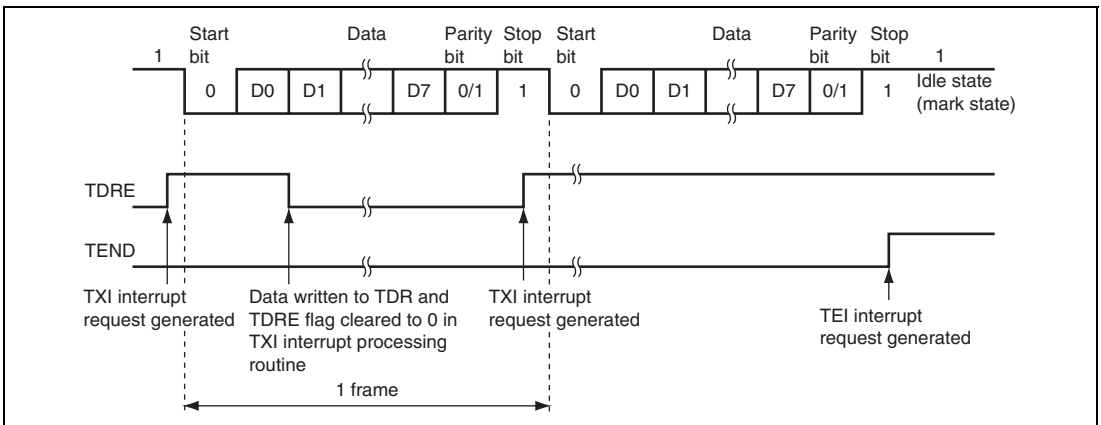 Start bit
Data
Parity bit
Stop bit
Start bit
Data
Parity bit
Stop bit
1
1
0
D0
D1
D7
0/1
1
0
D0
D1
D7
0/1
1
Idle state
(mark state)
TDRE
TEND
TXI interrupt
request generated
Data written to TDR and
TDRE flag cleared to 0 in
TXI interrupt processing
routine
TXI interrupt
request generated
TEI interrupt
request generated
1 frame